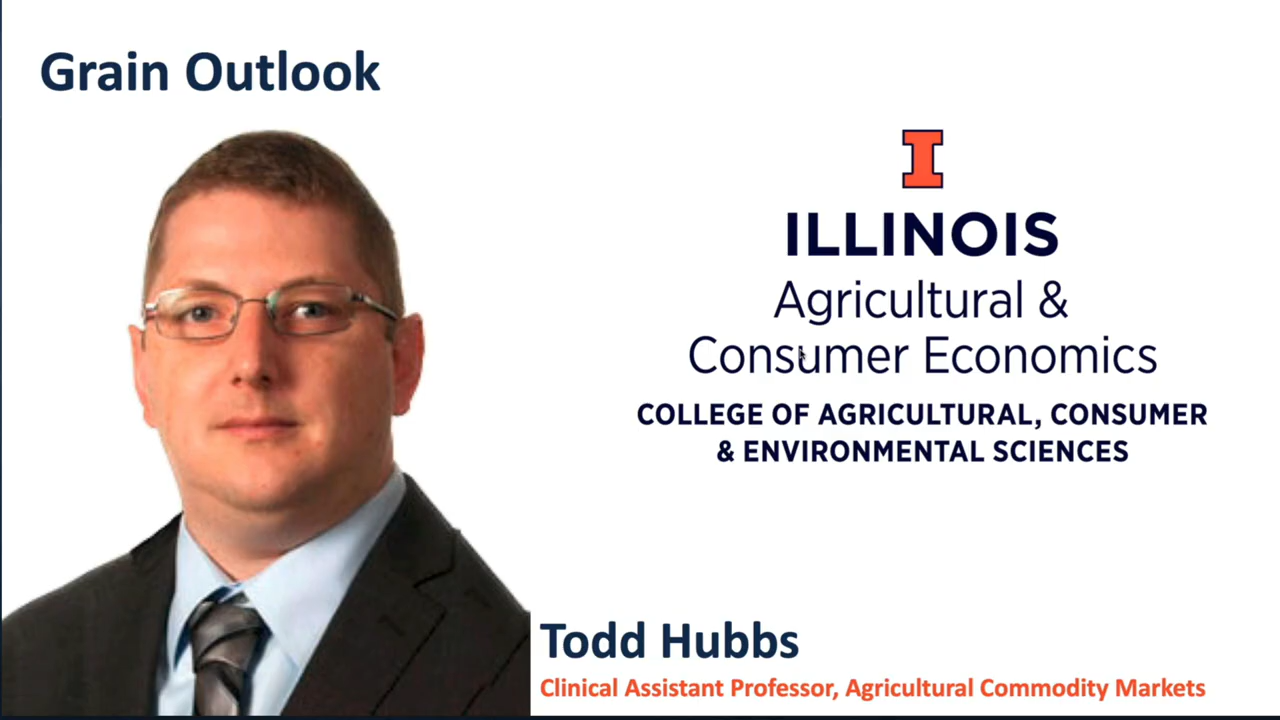 Grain Outlook
I
ILLINOIS
Agricultural &
Consumer Economics
COLLEGE OF AGRICULTURAL, CONSUMER
& ENVIRONMENTAL SCIENCES
Todd Hubbs
Clinical Assistant Professor, Agricultural Commodity Markets